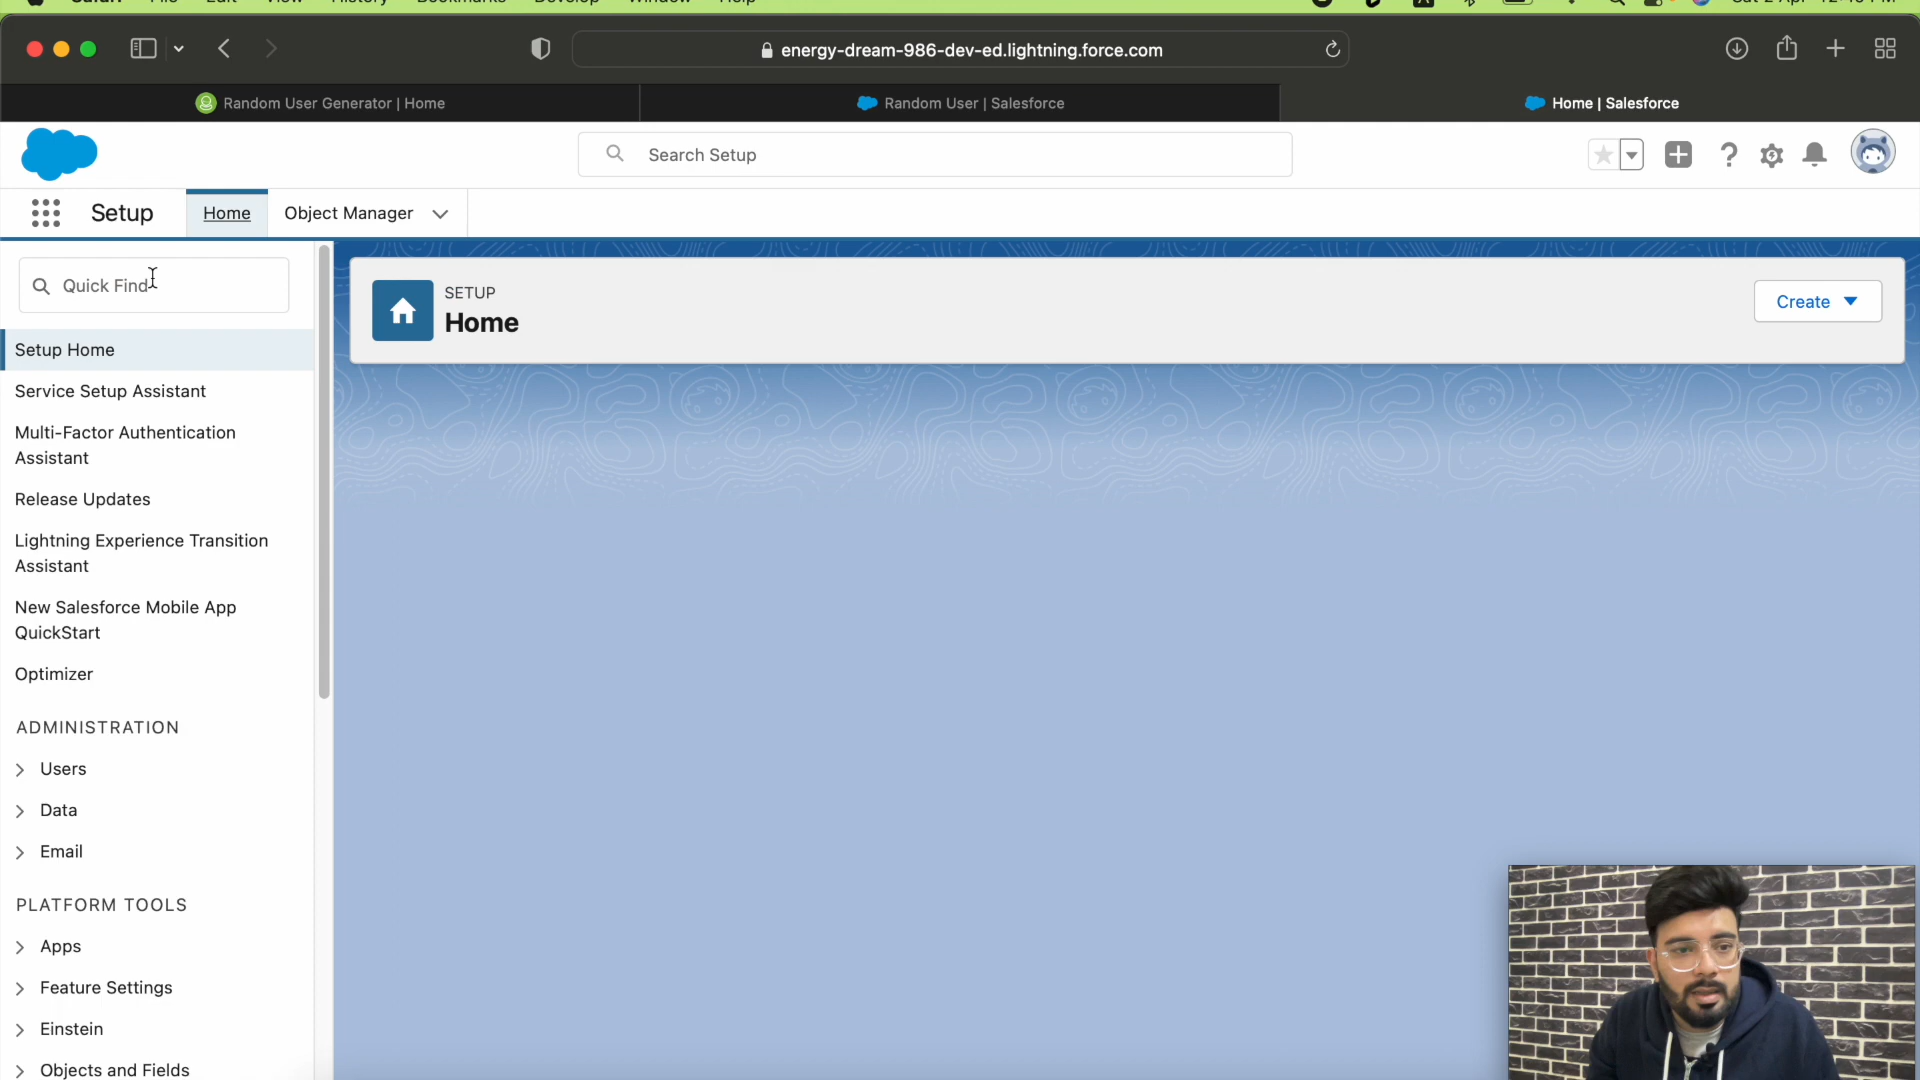 energy-dream-986-dev-ed.lightning.force.com
Random User Generator | Home
Random User | Salesforce
Home | Salesforce
Search Setup
Setup
Home
Object Manager
Quick Find
SETUP
Home
Create
Setup Home
Service Setup Assistant
Multi-Factor Authentication
Assistant
Release Updates
Lightning Experience Transition
Assistant
New Salesforce Mobile App
QuickStart
Optimizer
ADMINISTRATION
Users
Data
Email
PLATFORM TOOLS
Apps
Feature Settings
Einstein
Objects and Fields